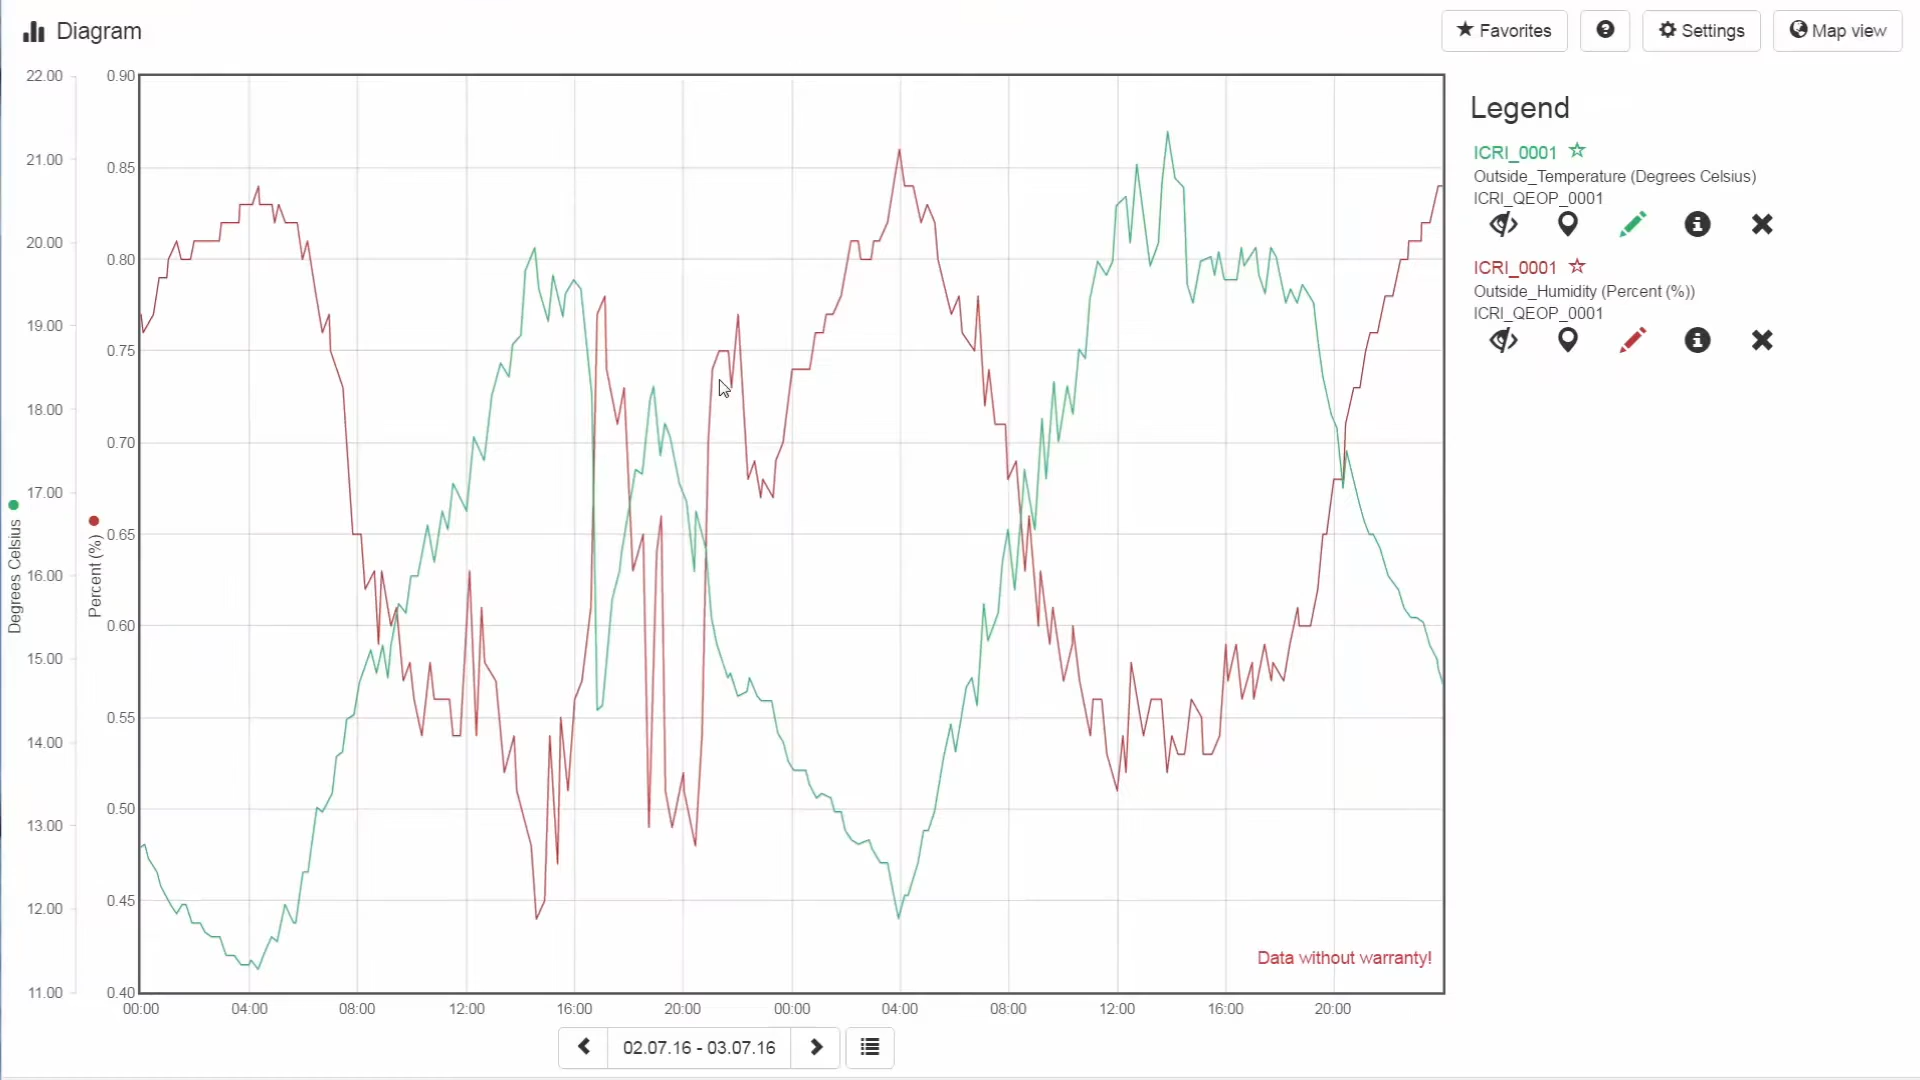 Diagram
Favorites
Settings
Map view
22.00
21.00
20.00
19.00
18.00
17.00
16.00
15.00
14.00
13.00
12.00
11.00
Degrees Celsius
0.90
0.85
0.80
0.75
0.70
0.65
0.60
0.55
0.50
0.45
0.40
Percent (%)
00:00 04:00 08:00 12:00 16:00 20:00 00:00 04:00 08:00 12:00 16:00 20:00
Data without warranty!
02.07.16 - 03.07.16
Legend
ICRI_0001
Outside_Temperature (Degrees Celsius)
ICRI_QEOP_0001
ICRI_0001
Outside_Humidity (Percent (%))
ICRI_QEOP_0001